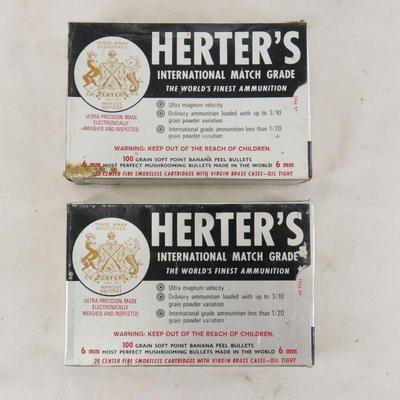 TRADE MARK
REGISTERED
HERTERS
MARQUE
DEPOSEE
ULTRA PRECISION MADE
ELECTRONICALLY
WEIGHED AND INSPECTED
HERTER'S
INTERNATIONAL MATCH GRADE
THE WORLD'S FINEST AMMUNITION
Ultra magnum velocity
Ordinary ammunition loaded with up to 3/10
grain powder variation
International grade ammunition less than 1/20
grain powder variation
WARNING: KEEP OUT OF THE REACH OF CHILDREN.
100 GRAIN SOFT POINT BANANA PEEL BULLETS
6 mm MOST PERFECT MUSHROOMING BULLETS MADE IN THE WORLD 6 mm
20 CENTER FIRE SMOKELESS CARTRIDGES WITH VIRGIN BRASS CASES-OIL TIGHT
TRADE MARK
REGISTERED
HERTERS
MARQUE
DEPOSEE
ULTRA PRECISION MADE
ELECTRONICALLY
WEIGHED AND INSPECTED
HERTER'S
INTERNATIONAL MATCH GRADE
THE WORLD'S FINEST AMMUNITION
Ultra magnum velocity
Ordinary ammunition loaded with up to 3/10
grain powder variation
International grade ammunition less than 1/20
grain powder variation
WARNING: KEEP OUT OF THE REACH OF CHILDREN.
100 GRAIN SOFT POINT BANANA PEEL BULLETS
6 mm MOST PERFECT MUSHROOMING BULLETS MADE IN THE WORLD 6 mm
20 CENTER FIRE SMOKELESS CARTRIDGES WITH VIRGIN BRASS CASES-OIL TIGHT